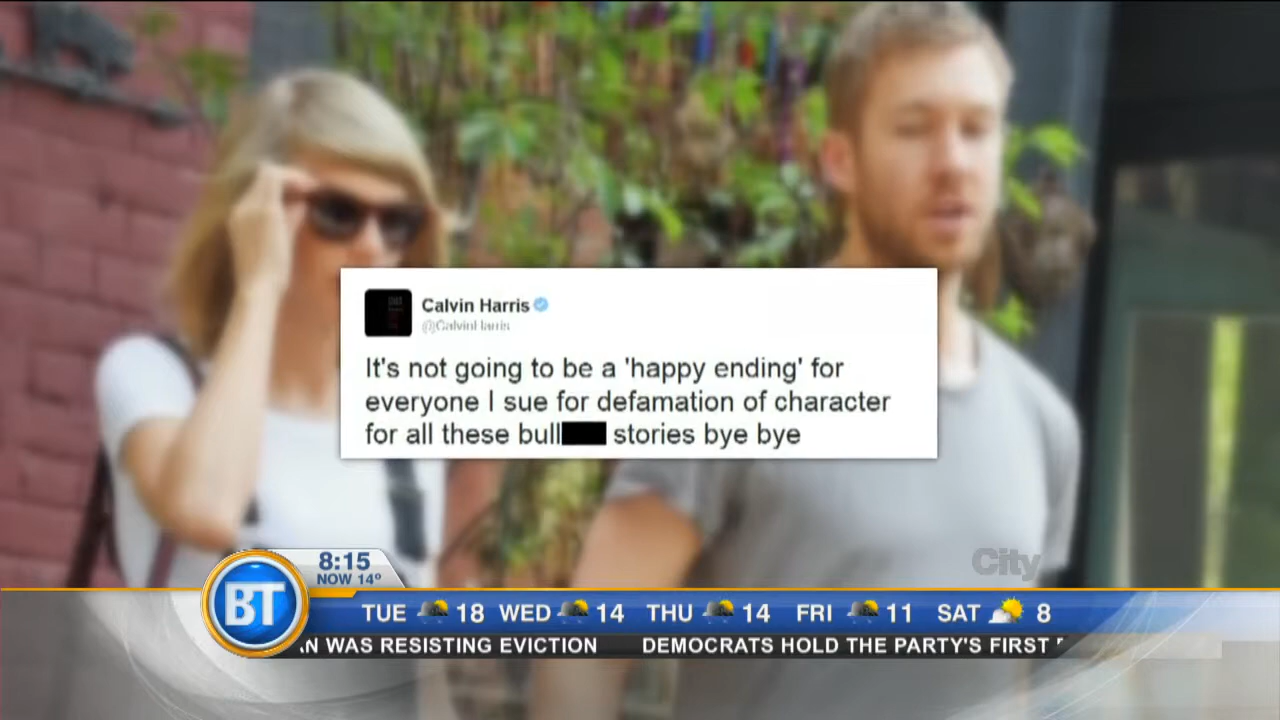 Calvin Harris
@CalvinHarris
It's not going to be a 'happy ending' for
everyone I sue for defamation of character
for all these bull stories bye bye
City
8:15
NOW 14°
BT
TUE 18 WED 14 THU 14 FRI 11 SAT 8
WAS RESISTING EVICTION DEMOCRATS HOLD THE PARTY'S FIRST